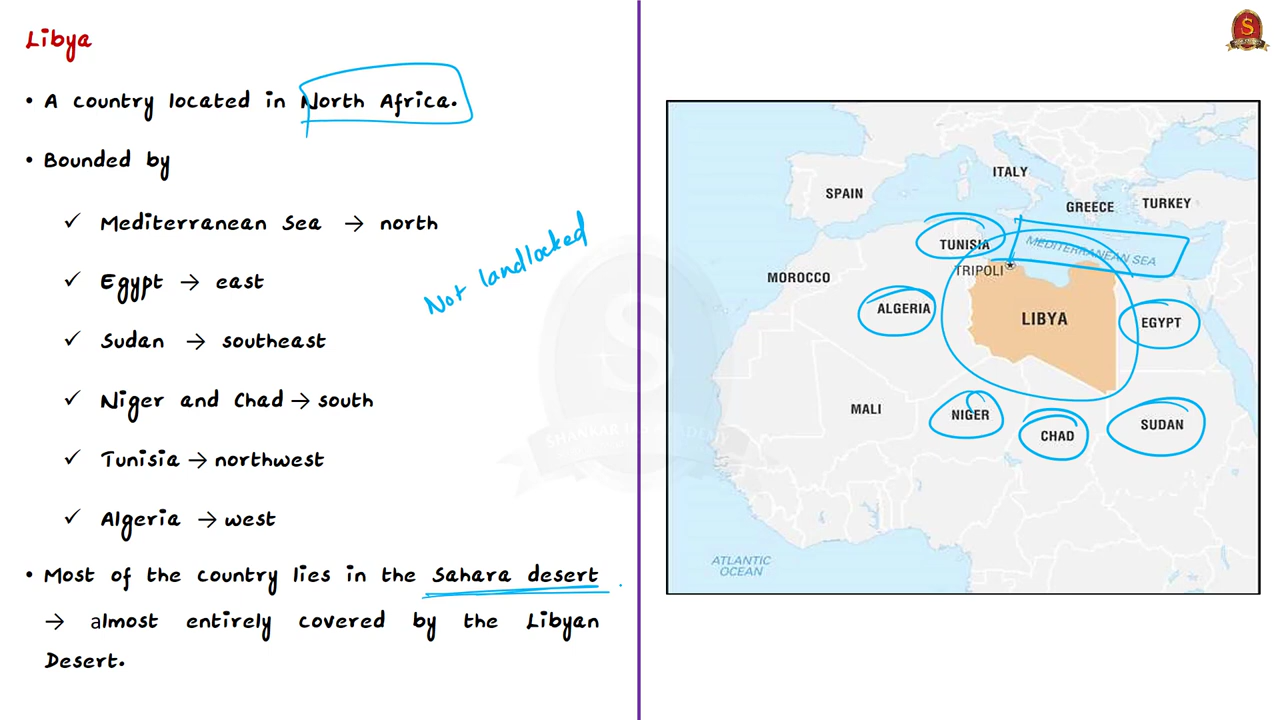 Libya
• A country located in North Africa.
• Bounded by
✓ Mediterranean Sea → north
✓ Egypt → east
✓ Sudan → southeast
✓ Niger and Chad → south
✓ Tunisia → northwest
✓ Algeria → west
Not landlocked
• Most of the country lies in the Sahara desert
→ almost entirely covered by the Libyan
Desert.
S
SHANKAR IAS ACADEMY
ITALY
SPAIN
TURKEY
GREECE
TUNISIA
MEDITERRANEAN SEA
TRIPOLI
MOROCCO
ALGERIA
LIBYA
EGYPT
MALI
NIGER
CHAD
SUDAN
ATLANTIC
OCEAN
S